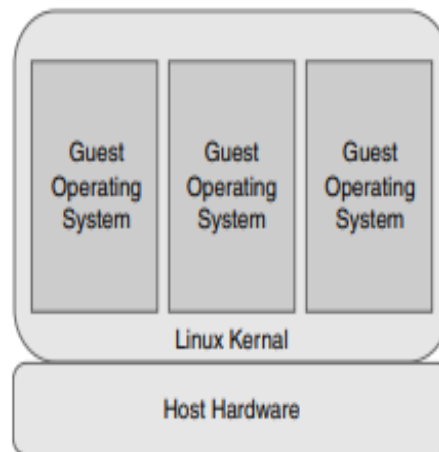 Guest
Operating
System
Guest
Operating
System
Guest
Operating
System
Linux Kernal
Host Hardware